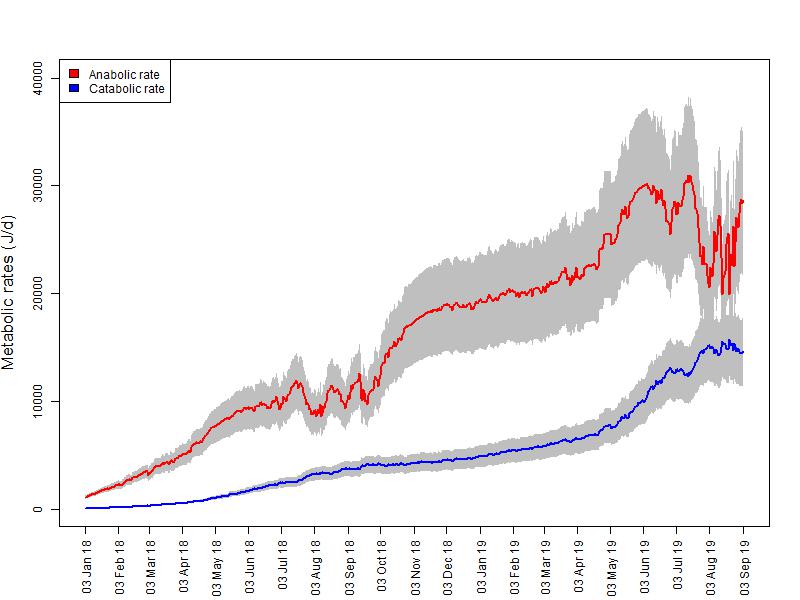 Anabolic rate
Catabolic rate
Metabolic rates (J/d)
40000
30000
20000
10000
0
03 Jan 18
03 Feb 18
03 Mar 18
03 Apr 18
03 May 18
03 Jun 18
03 Jul 18
03 Aug 18
03 Sep 18
03 Oct 18
03 Nov 18
03 Dec 18
03 Jan 19
03 Feb 19
03 Mar 19
03 Apr 19
03 May 19
03 Jun 19
03 Jul 19
03 Aug 19
03 Sep 19